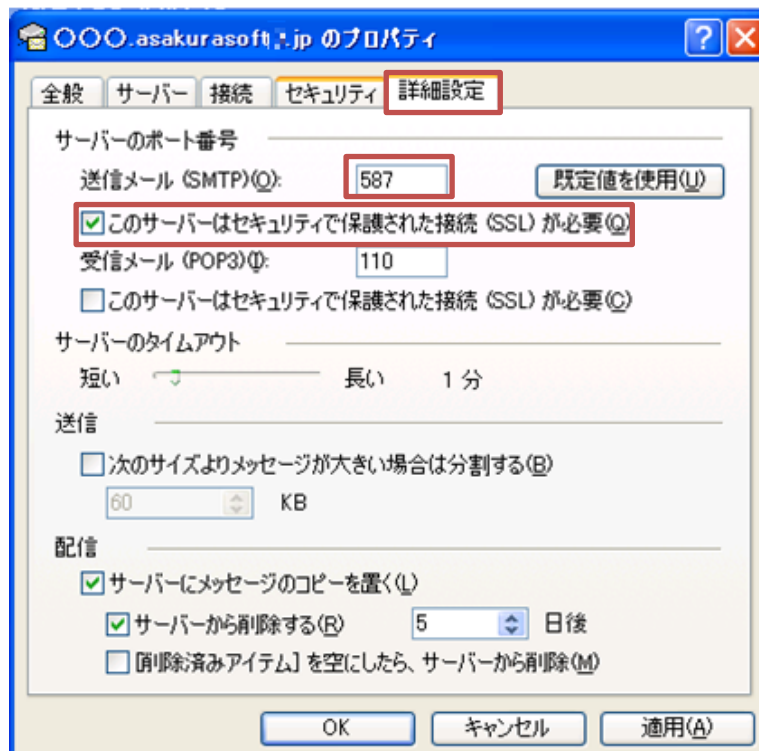 〇〇〇.asakurasoft.jp のプロパティ
全般 サーバー 接続 セキュリティ 詳細設定
サーバーのポート番号
送信メール (SMTP)(O): 587 既定値を使用(U)
このサーバーはセキュリティで保護された接続 (SSL) が必要(Q)
受信メール (POP3)(I): 110
このサーバーはセキュリティで保護された接続 (SSL) が必要(C)
サーバーのタイムアウト
短い 長い 1 分
送信
次のサイズよりメッセージが大きい場合は分割する(B)
60 KB
配信
サーバーにメッセージのコピーを置く(L)
サーバーから削除する(R) 5 日後
[削除済みアイテム] を空にしたら、サーバーから削除(M)
OK キャンセル 適用(A)